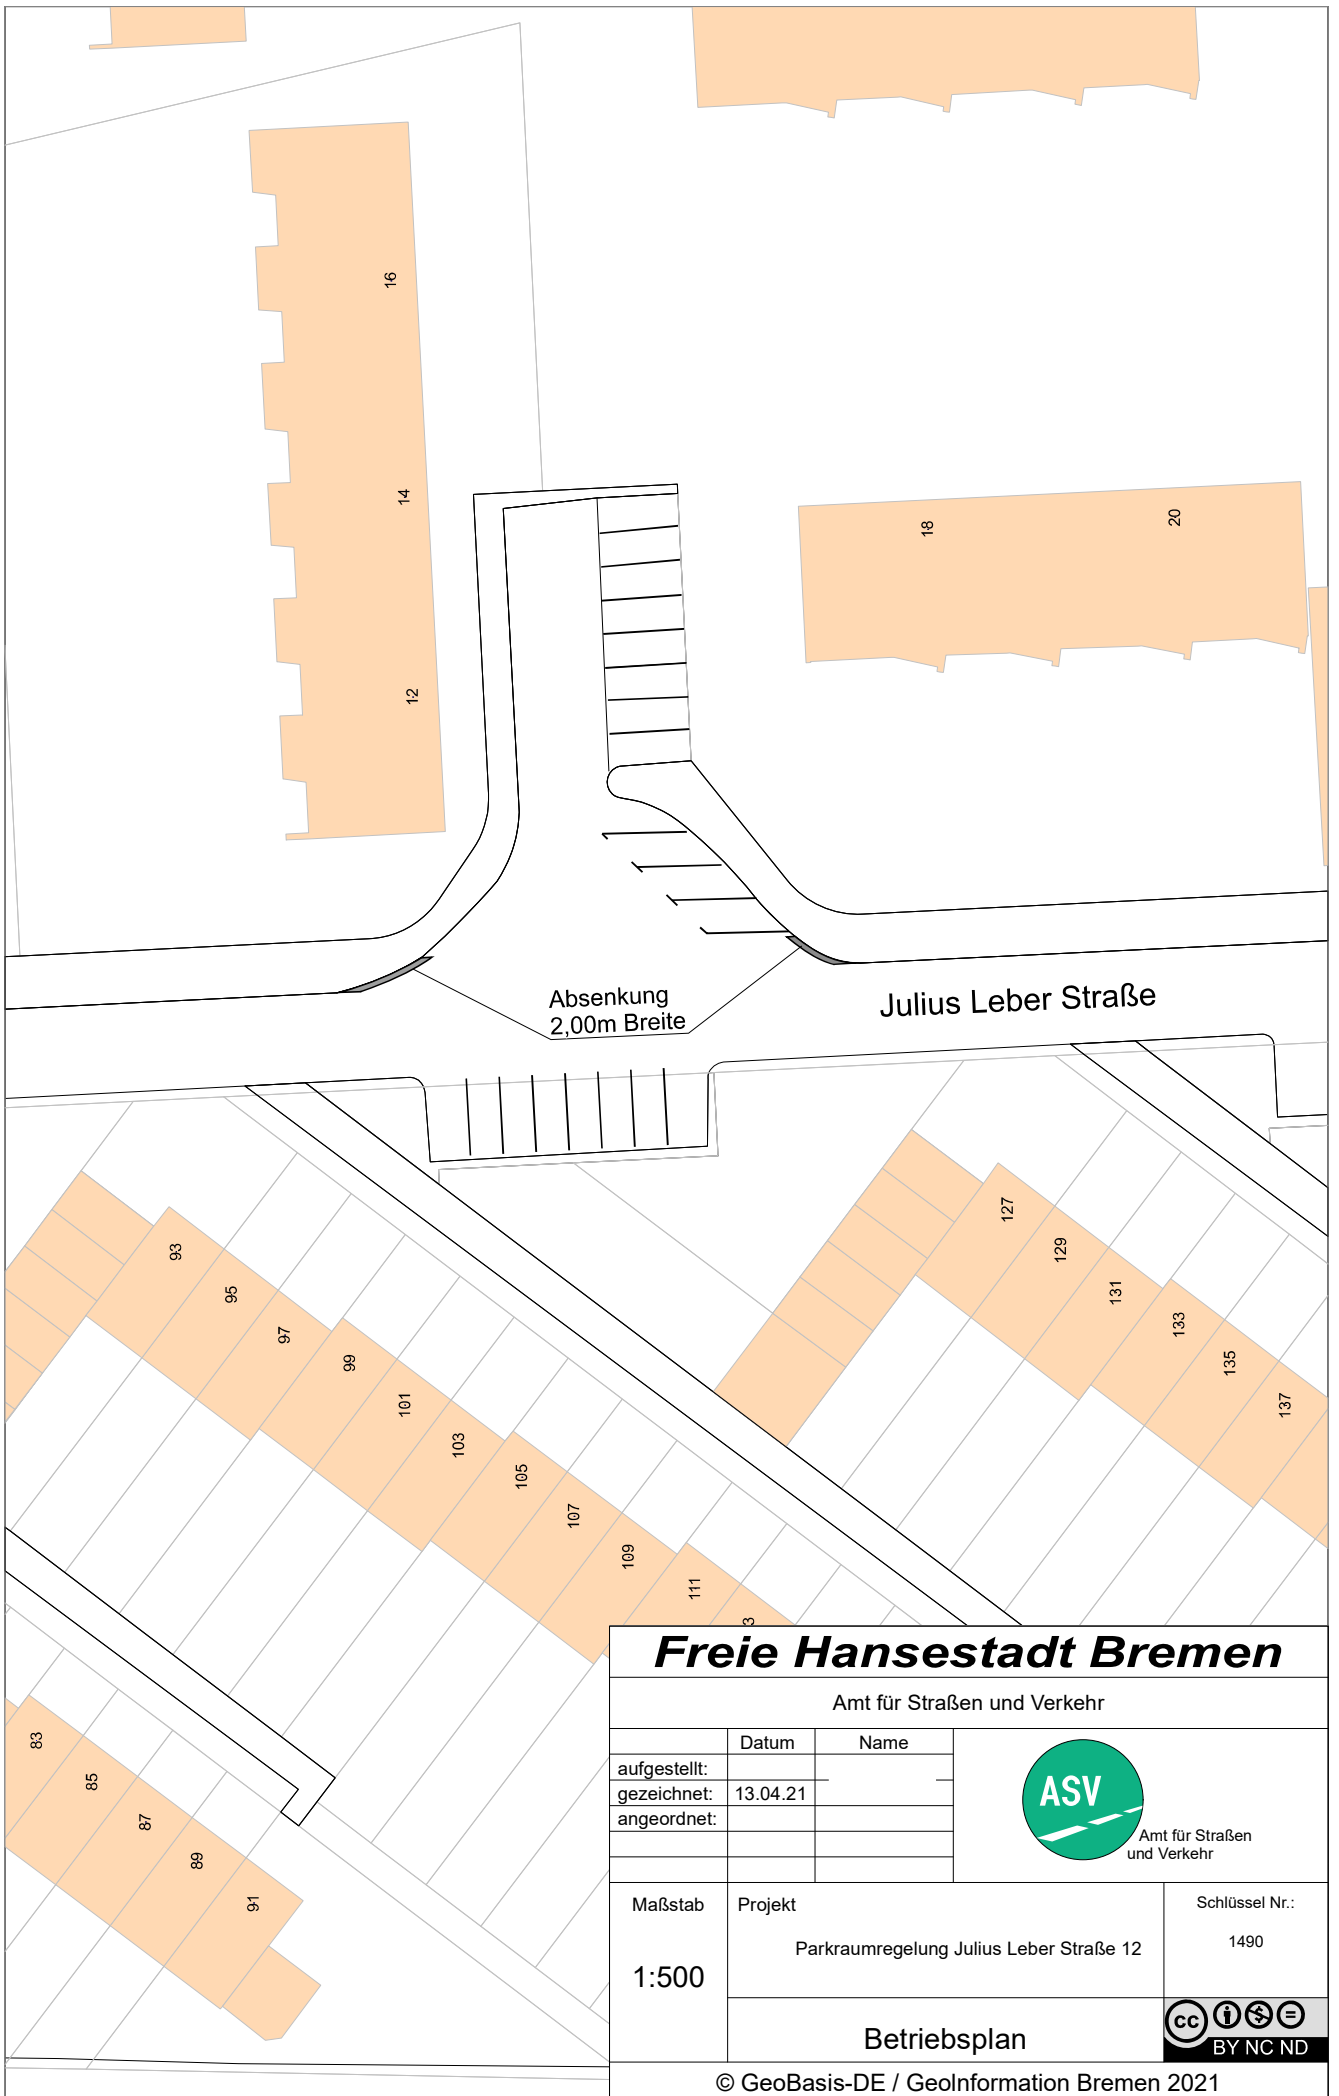 16
14
12
18
20
Absenkung
2,00m Breite
Julius Leber Straße
93
95
97
99
101
103
105
107
109
111
3
127
129
131
133
135
137
83
85
87
89
91
Freie Hansestadt Bremen
Amt für Straßen und Verkehr
Datum Name
aufgestellt:
gezeichnet: 13.04.21
angeordnet:
ASV
Amt für Straßen
und Verkehr
Maßstab
1:500
Projekt
Parkraumregelung Julius Leber Straße 12
Schlüssel Nr.:
1490
Betriebsplan
cc
BY NC ND
© GeoBasis-DE / GeoInformation Bremen 2021